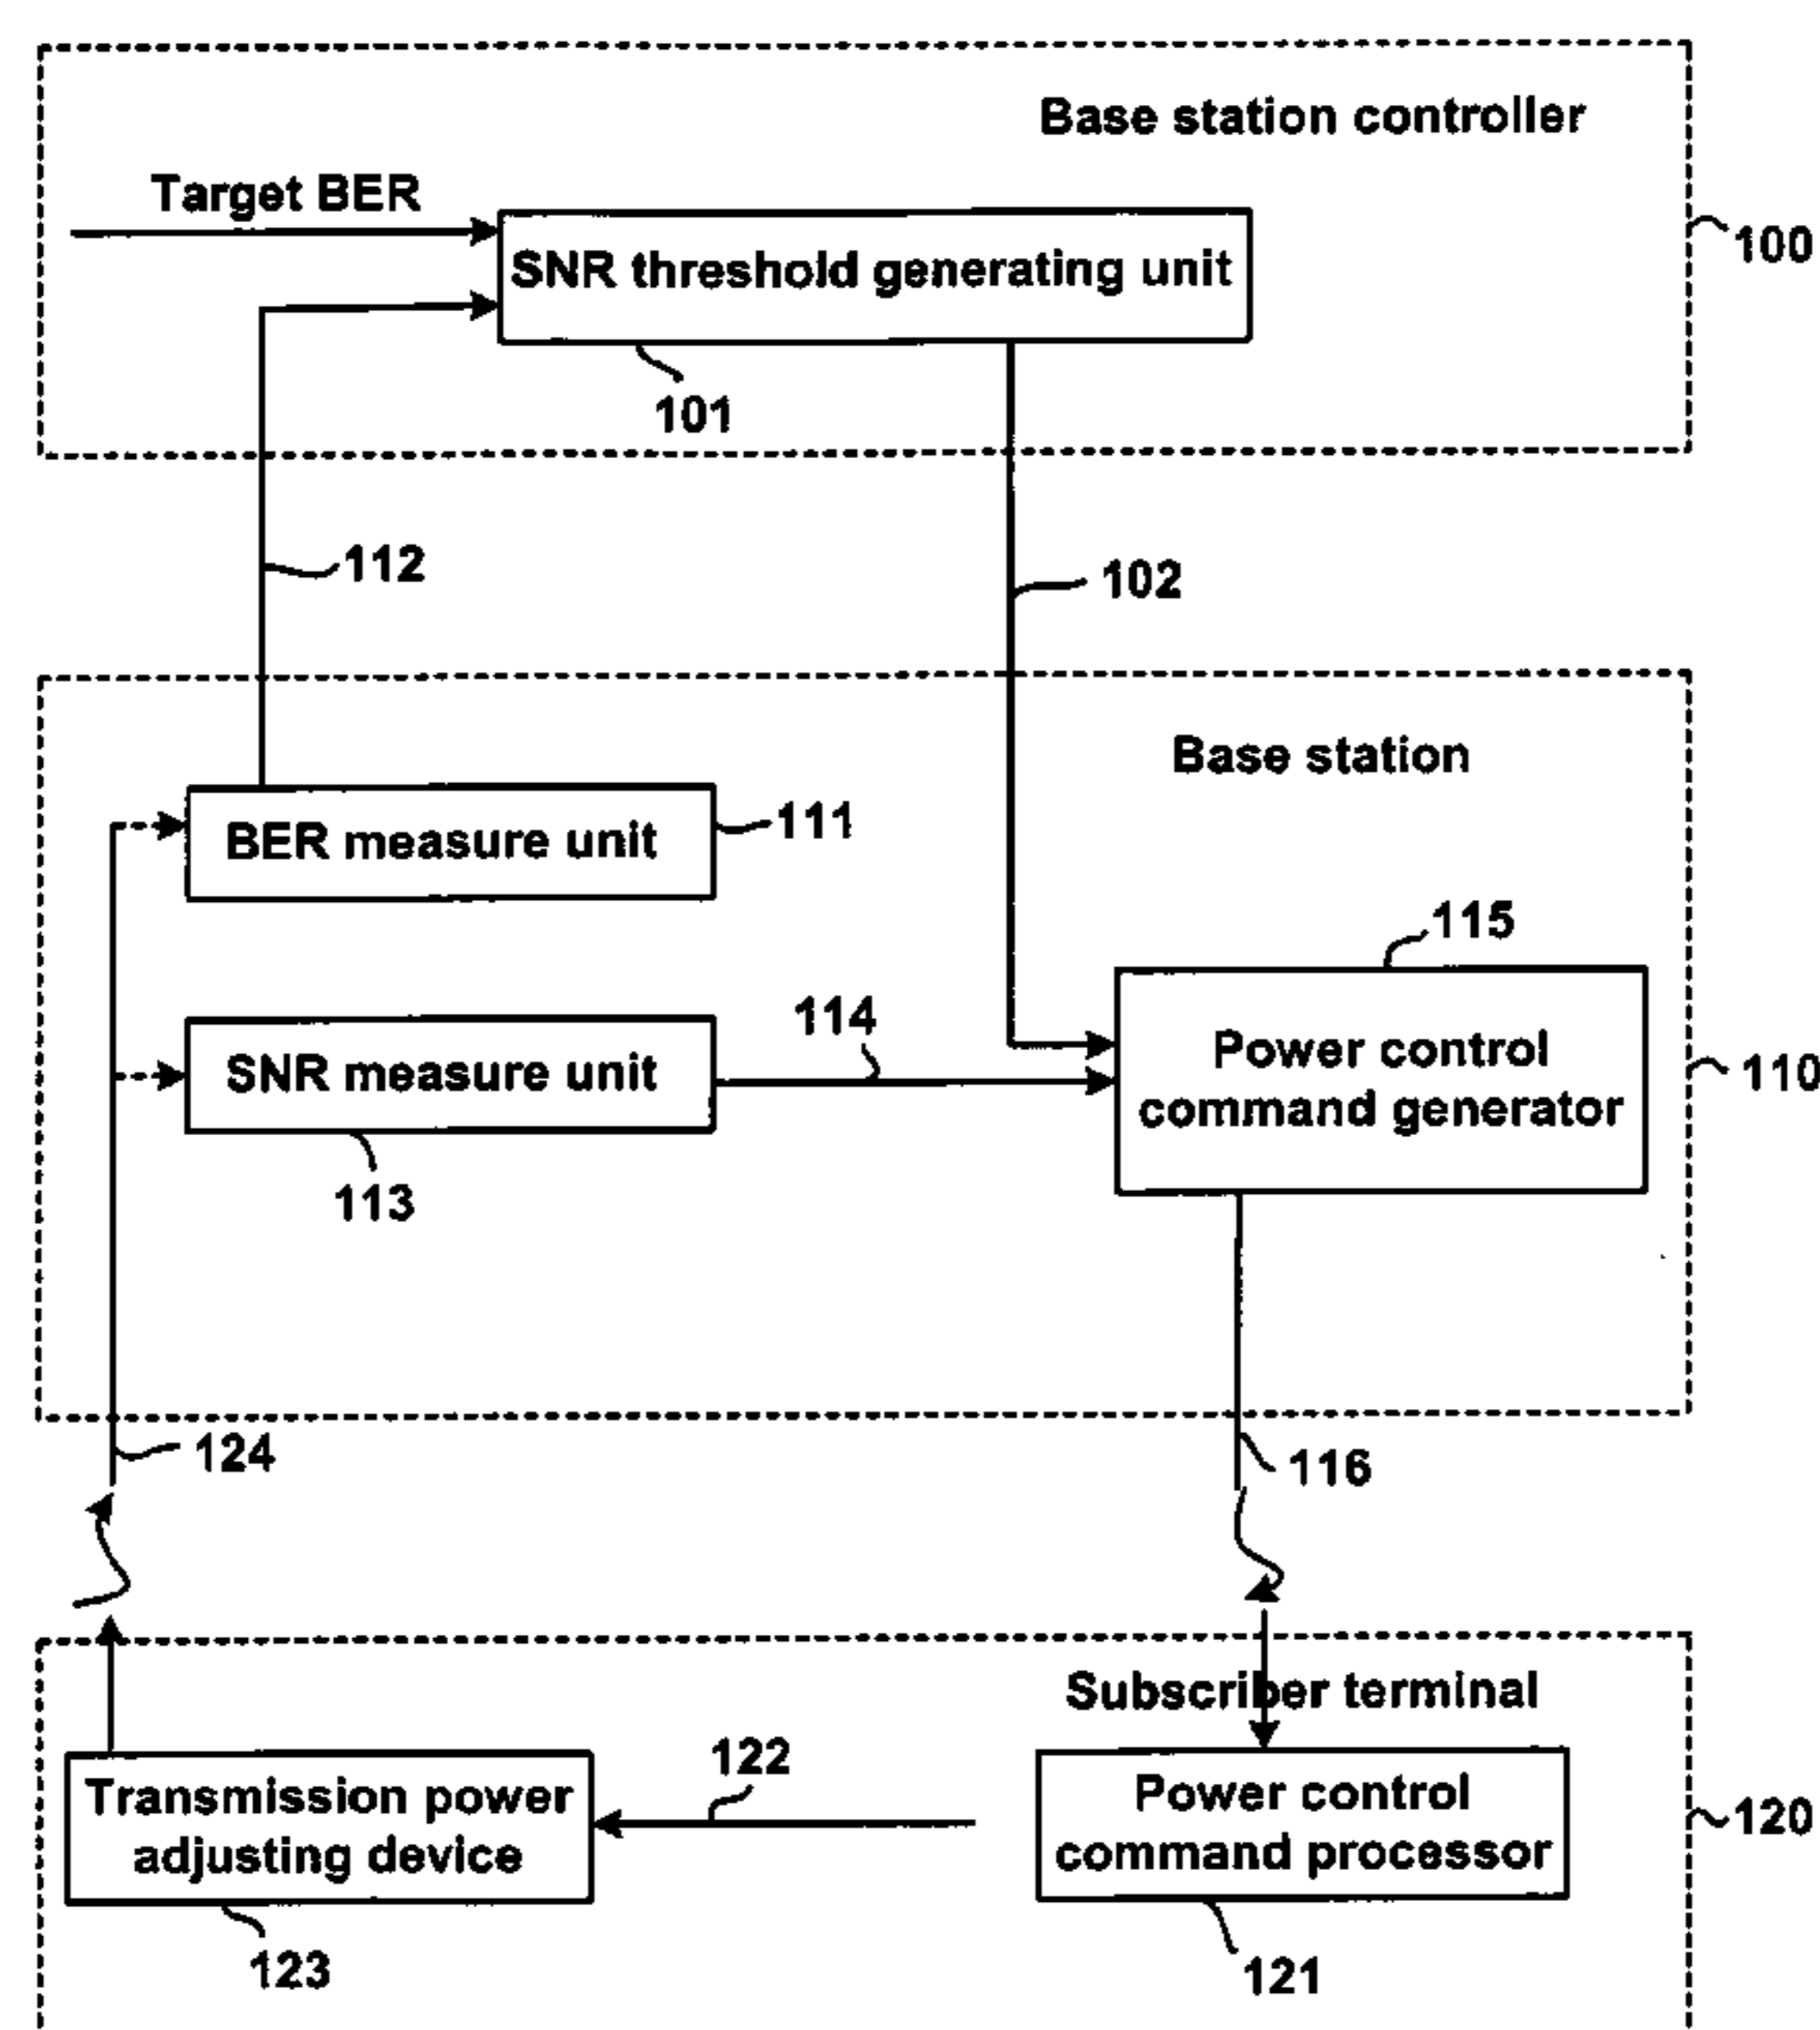 Base station controller
Target BER
SNR threshold generating unit
100
101
112
102
Base station
BER measure unit
111
115
114
SNR measure unit
Power control
command generator
110
113
124
116
Subscriber terminal
122
Transmission power
adjusting device
Power control
command processor
120
123
121